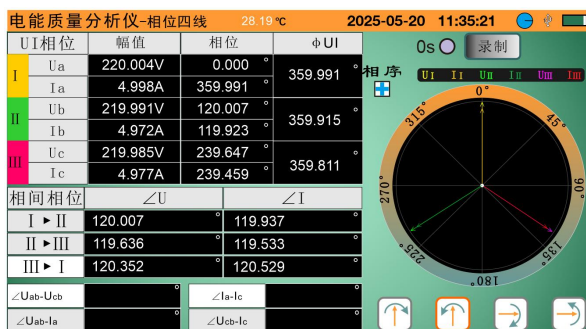 电能质量分析仪-相位四线 28.19 ℃ 2025-05-20 11:35:21
UI相位 幅值 相位 ϕUI
I Ua 220.004V 0.000 ° 359.991 °
Ia 4.998A 359.991 °
II Ub 219.991V 120.007 ° 359.915 °
Ib 4.972A 119.923 °
III Uc 219.985V 239.647 ° 359.811 °
Ic 4.977A 239.459 °
相间相位 ∠U ∠I
I ► II 120.007 ° 119.937 °
II ►III 119.636 ° 119.533 °
III ► I 120.352 ° 120.529 °
∠Uab-Ucb ° ∠Ia-Ic °
∠Uab-Ia ° ∠Ucb-Ic °
0s 录制
相序 UI II UII III UIII IIII
0°
45°
90°
135°
180°
225°
270°
315°